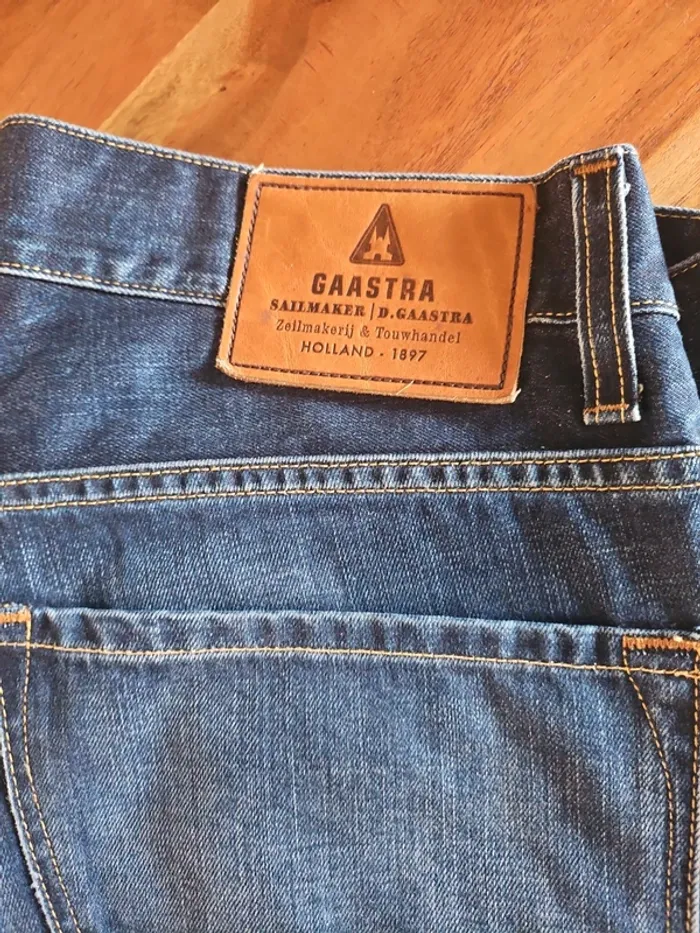 GAASTRA
SAILMAKER | D.GAASTRA
Zeilmakerij & Touwhandel
HOLLAND - 1897